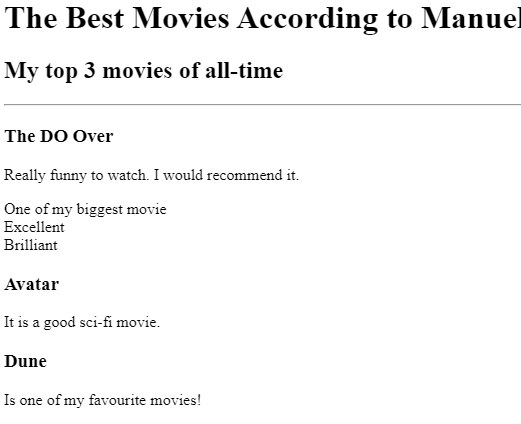 The Best Movies According to Manuel
My top 3 movies of all-time
The DO Over
Really funny to watch. I would recommend it.
One of my biggest movie
Excellent
Brilliant
Avatar
It is a good sci-fi movie.
Dune
Is one of my favourite movies!